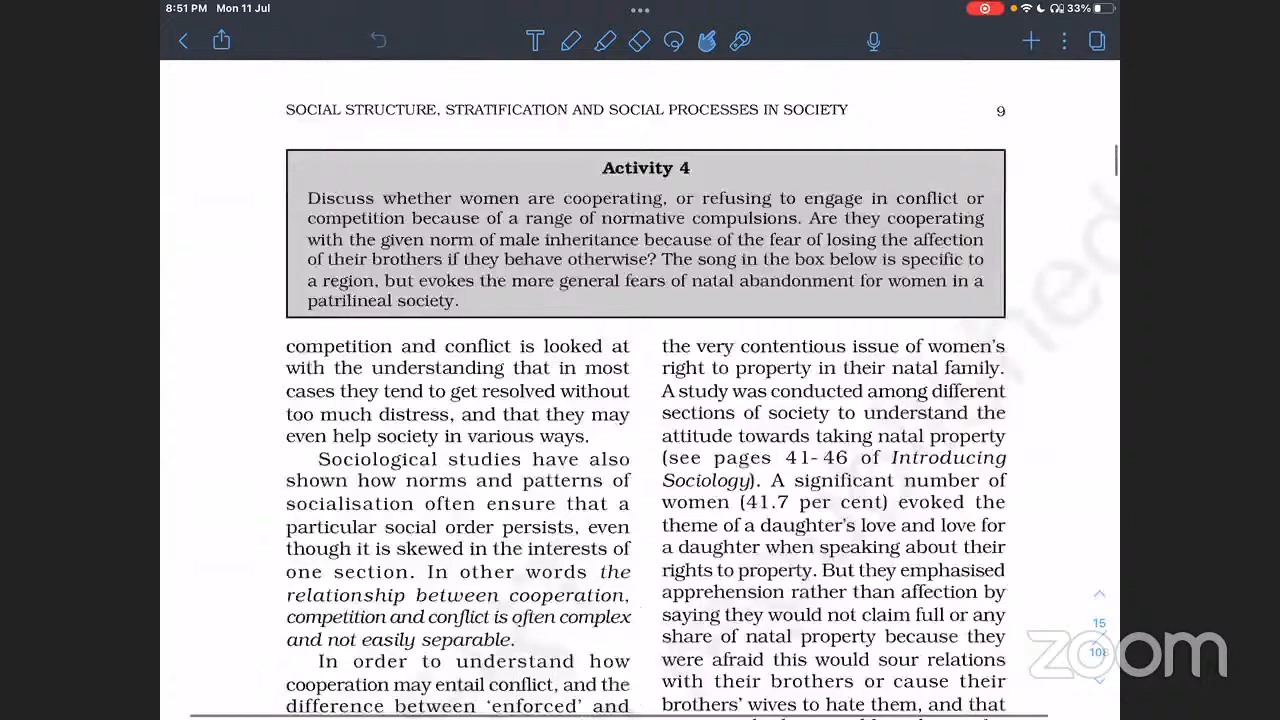 8:51 PM Mon 11 Jul
33%
SOCIAL STRUCTURE, STRATIFICATION AND SOCIAL PROCESSES IN SOCIETY 9
Activity 4
Discuss whether women are cooperating, or refusing to engage in conflict or
competition because of a range of normative compulsions. Are they cooperating
with the given norm of male inheritance because of the fear of losing the affection
of their brothers if they behave otherwise? The song in the box below is specific to
a region, but evokes the more general fears of natal abandonment for women in a
patrilineal society.
competition and conflict is looked at
with the understanding that in most
cases they tend to get resolved without
too much distress, and that they may
even help society in various ways.
Sociological studies have also
shown how norms and patterns of
socialisation often ensure that a
particular social order persists, even
though it is skewed in the interests of
one section. In other words the
relationship between cooperation,
competition and conflict is often complex
and not easily separable.
In order to understand how
cooperation may entail conflict, and the
difference between ‘enforced’ and
the very contentious issue of women’s
right to property in their natal family.
A study was conducted among different
sections of society to understand the
attitude towards taking natal property
(see pages 41-46 of Introducing
Sociology). A significant number of
women (41.7 per cent) evoked the
theme of a daughter’s love and love for
a daughter when speaking about their
rights to property. But they emphasised
apprehension rather than affection by
saying they would not claim full or any
share of natal property because they
were afraid this would sour relations
with their brothers or cause their
brothers’ wives to hate them, and that
15
108
zoom